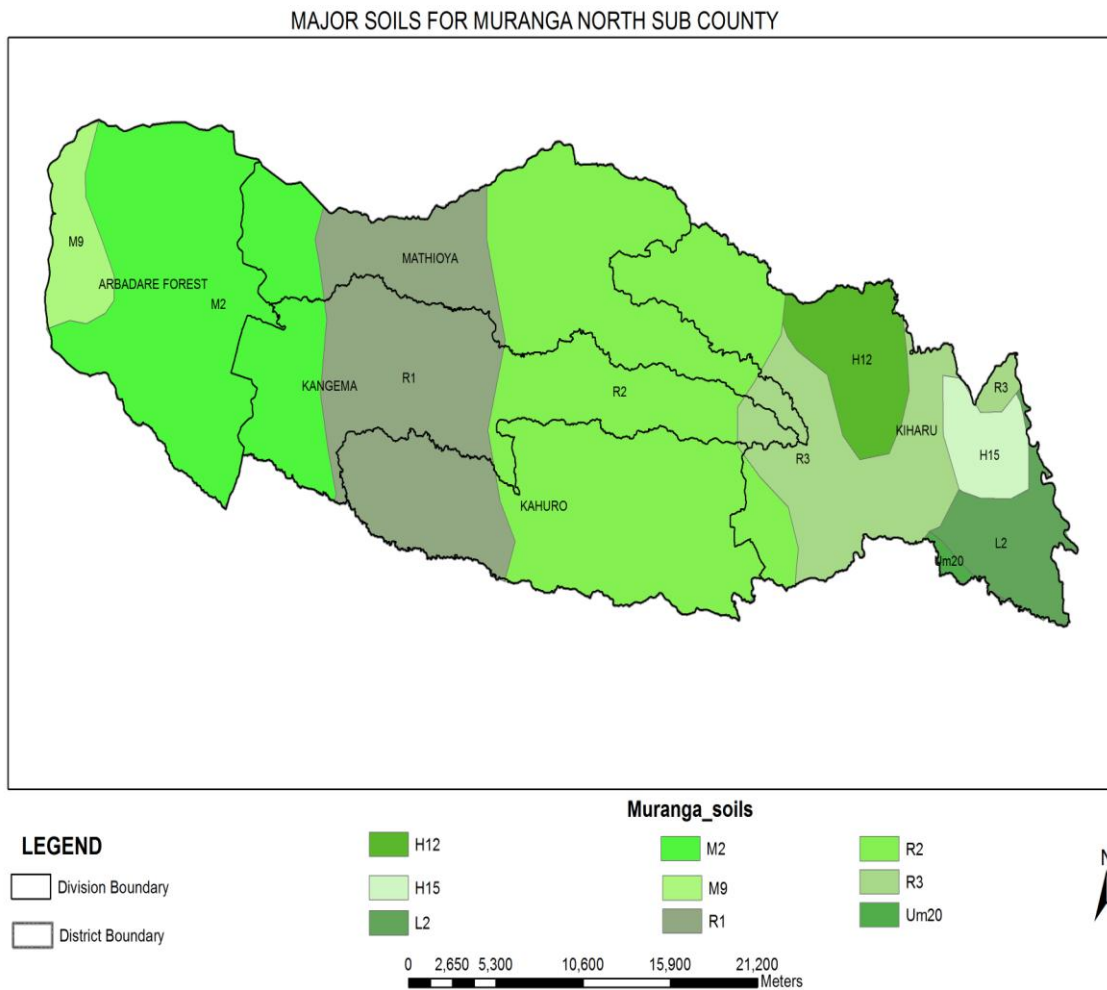 MAJOR SOILS FOR MURANGA NORTH SUB COUNTY
M9
ARBADARE FOREST
M2
MATHIOYA
KANGEMA
R1
R2
H12
R3
KIHARU
R3
H15
KAHURO
L2
Um20
Muranga_soils
LEGEND
Division Boundary
District Boundary
H12
H15
L2
M2
M9
R1
R2
R3
Um20
N
0 2,650 5,300 10,600 15,900 21,200
Meters